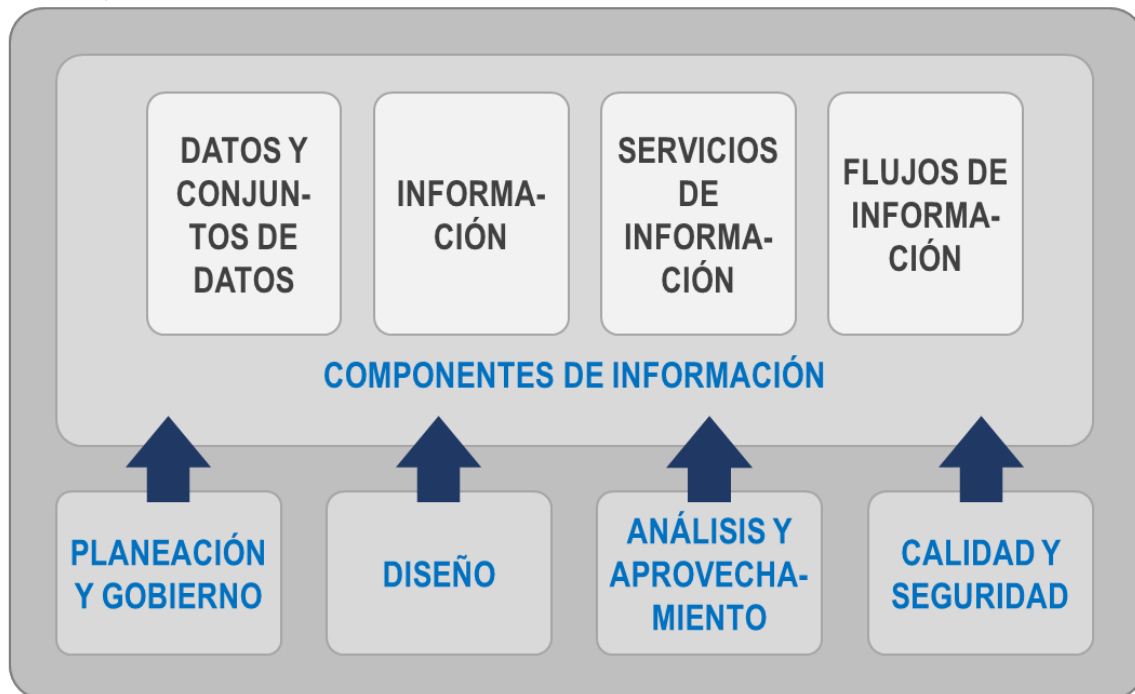 DATOS Y
CONJUN-
TOS DE
DATOS
INFORMA-
CIÓN
SERVICIOS
DE
INFORMA-
CIÓN
FLUJOS DE
INFORMA-
CIÓN
COMPONENTES DE INFORMACIÓN
PLANEACIÓN
Y GOBIERNO
DISEÑO
ANÁLISIS Y
APROVECHA-
MIENTO
CALIDAD Y
SEGURIDAD